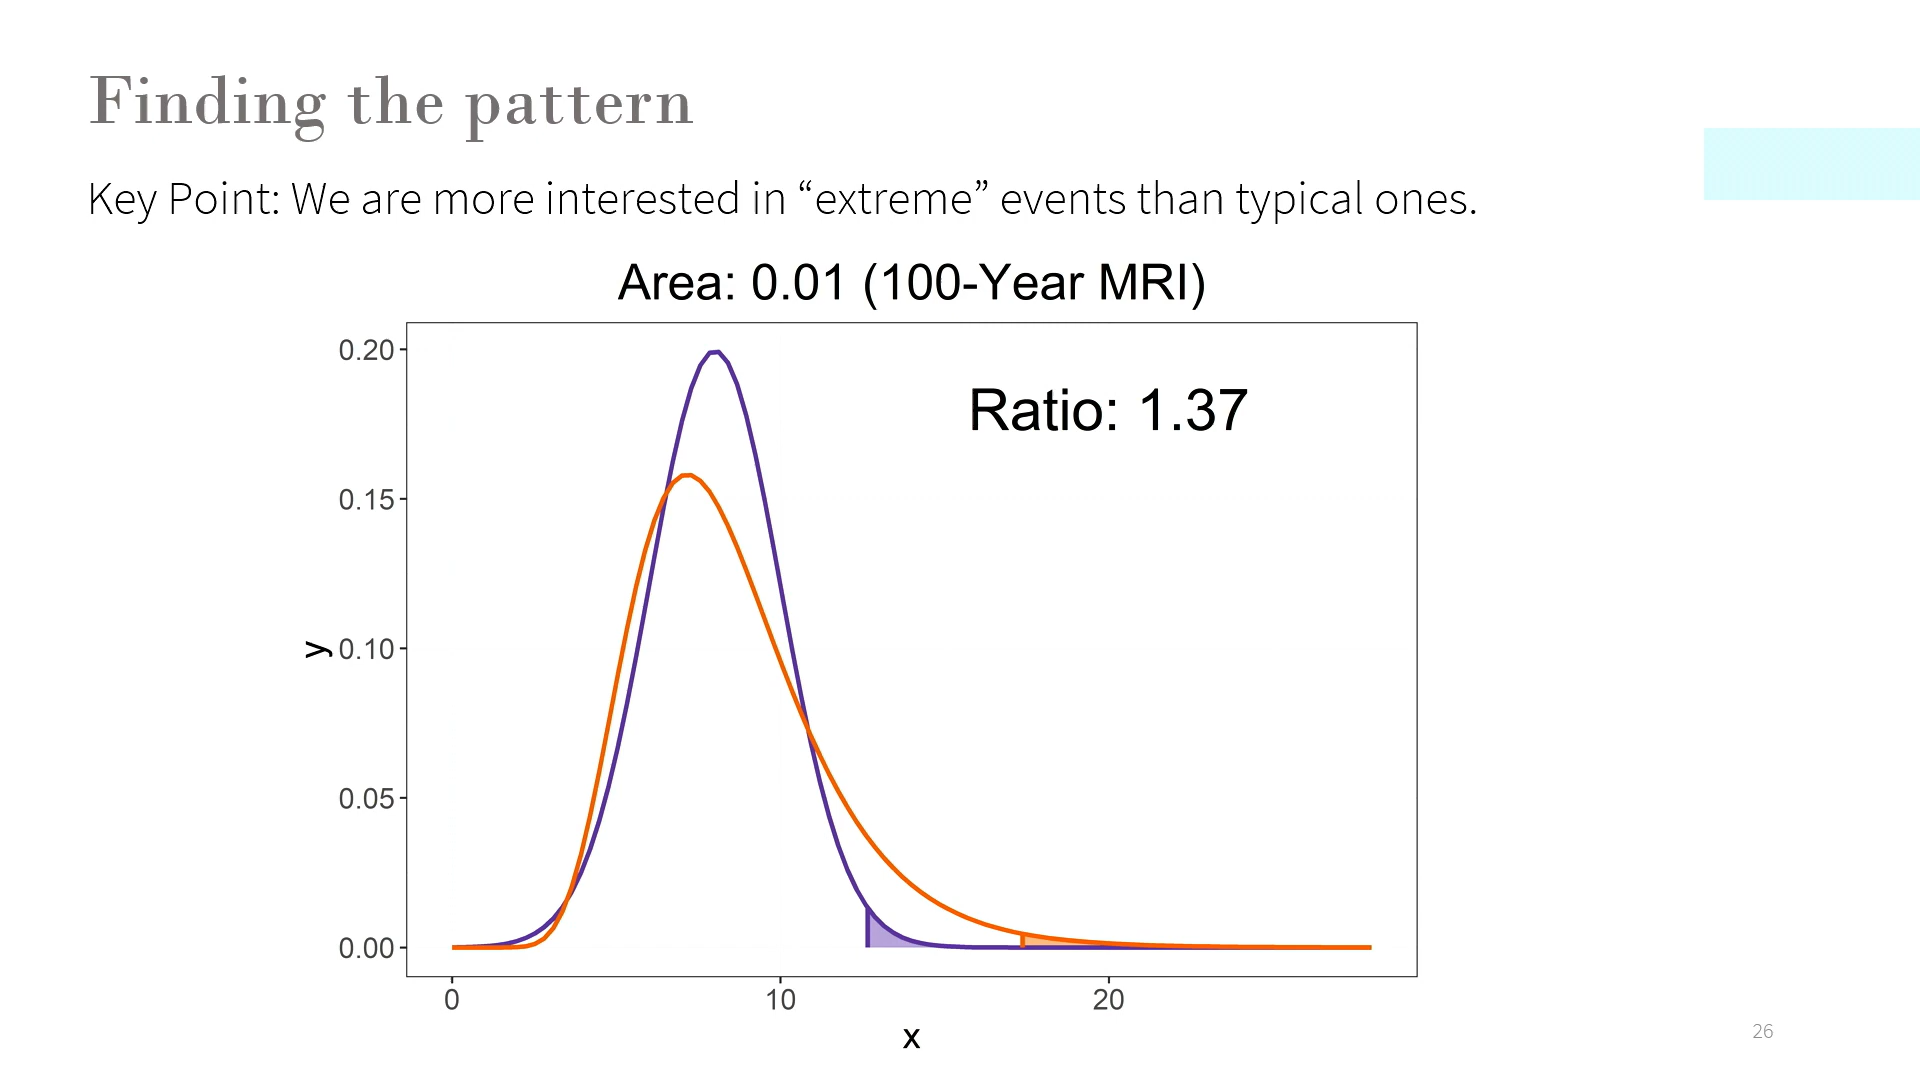 Finding the pattern
Key Point: We are more interested in “extreme” events than typical ones.
Area: 0.01 (100-Year MRI)
Ratio: 1.37
0.20
0.15
0.10
0.05
0.00
y
0 10 20
x
26